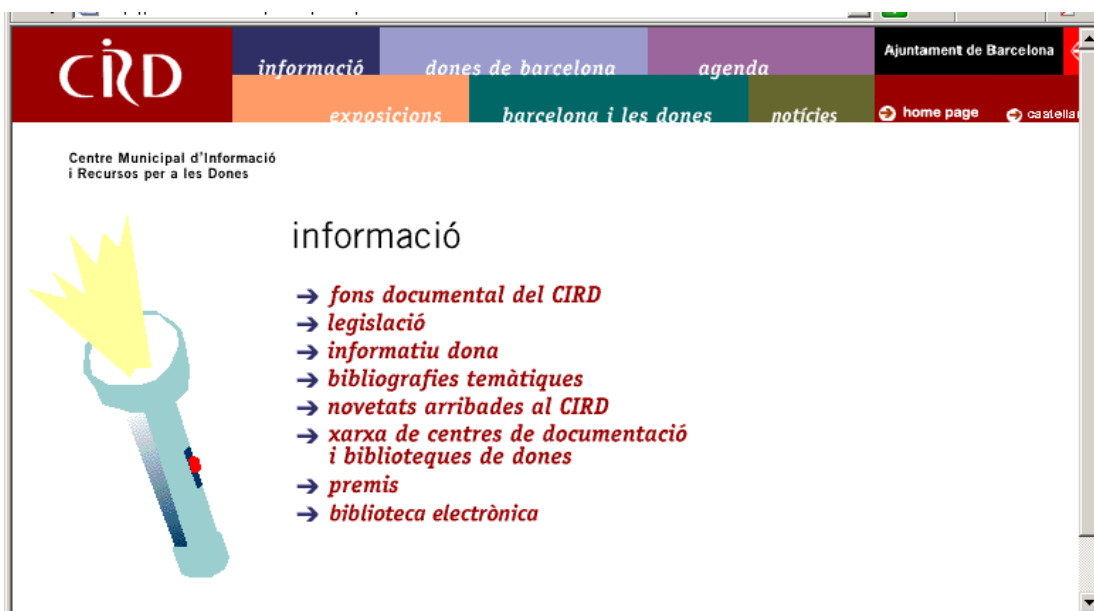 CIRD
informació
dones de barcelona
agenda
Ajuntament de Barcelona
exposicions
barcelona i les dones
notícies
home page
Centre Municipal d'Informació
i Recursos per a les Dones
informació
fons documental del CIRD
legislació
informatiu dona
bibliografies temàtiques
novetats arribades al CIRD
xarxa de centres de documentació
i biblioteques de dones
premis
biblioteca electrònica